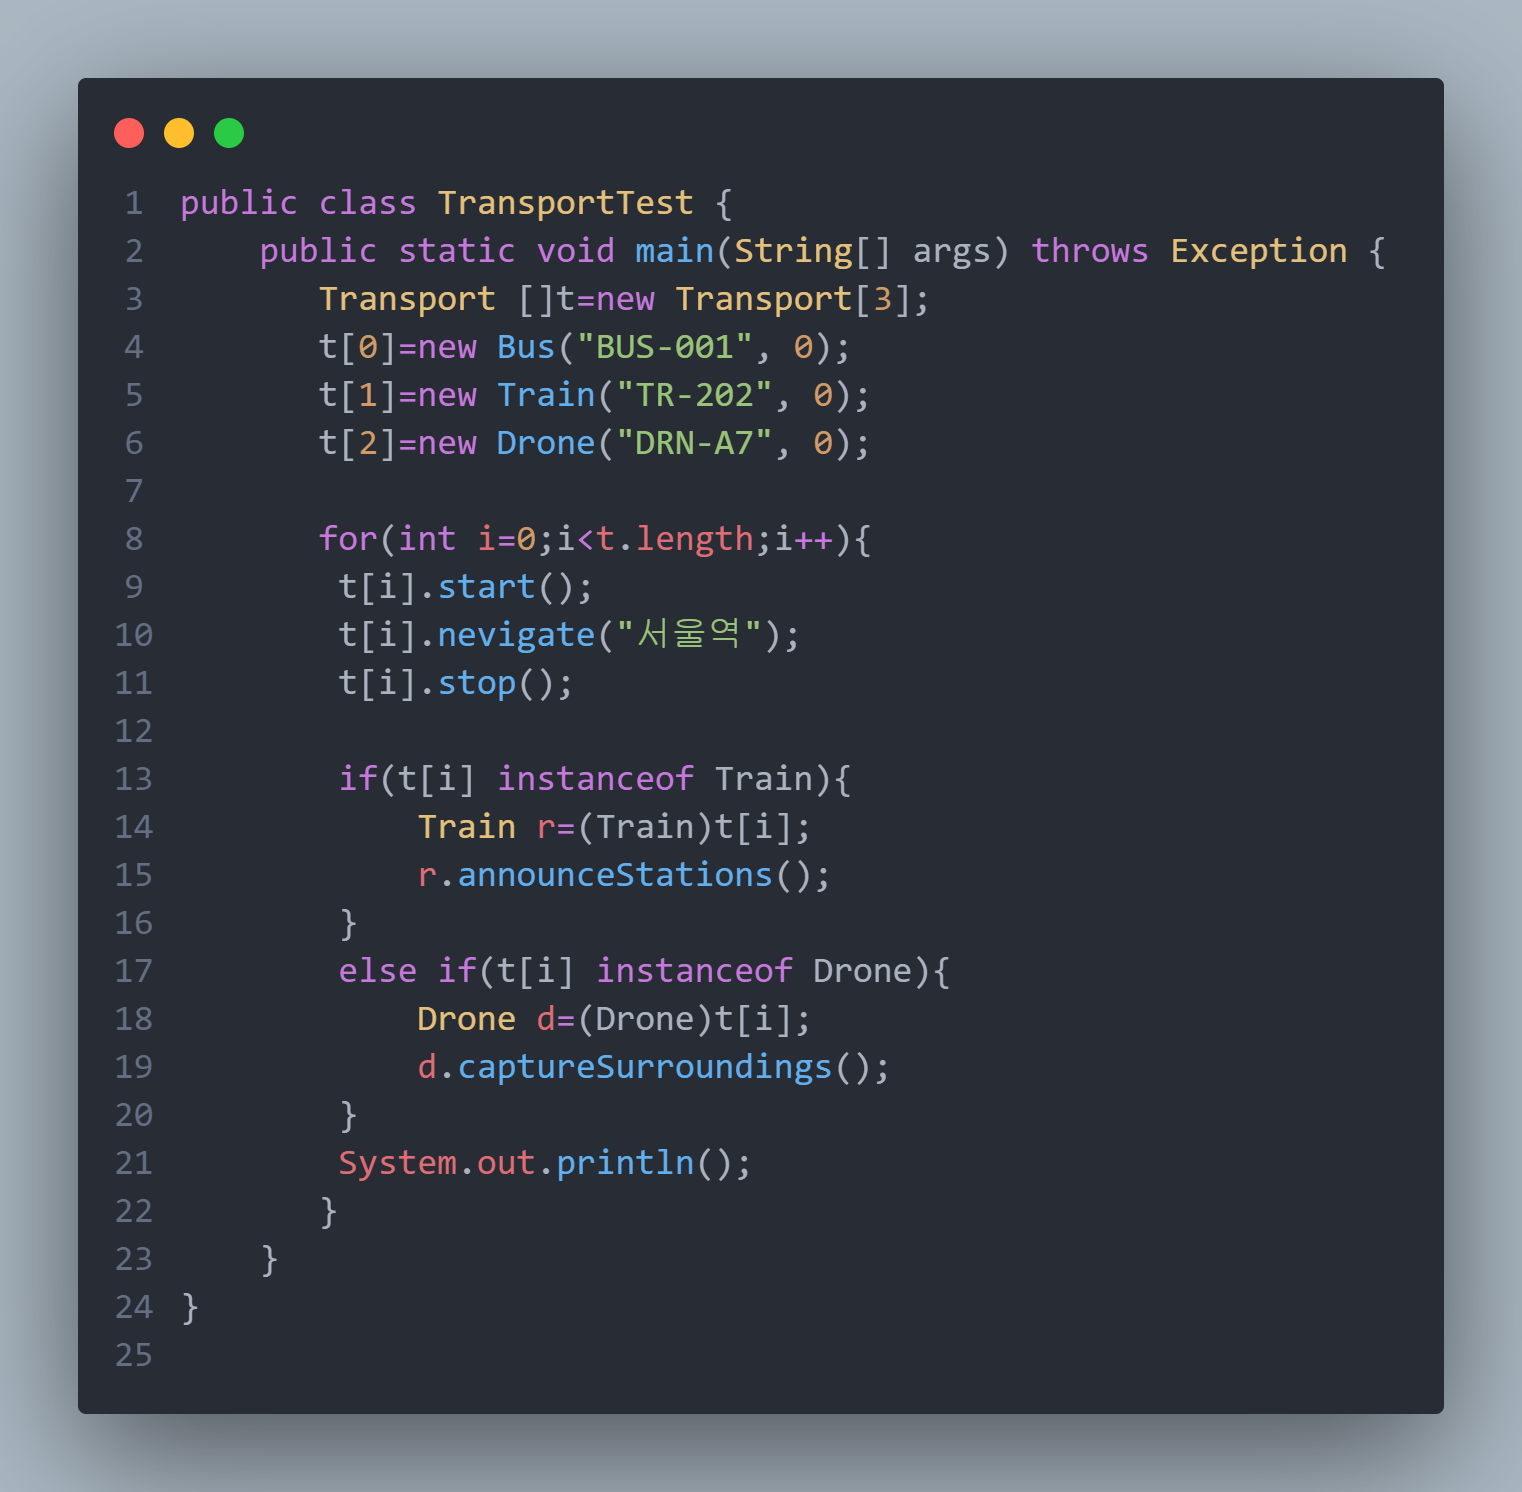 1 public class TransportTest {
2     public static void main(String[] args) throws Exception {
3        Transport []t=new Transport[3];
4        t[0]=new Bus("BUS-001", 0);
5        t[1]=new Train("TR-202", 0);
6        t[2]=new Drone("DRN-A7", 0);
7
8        for(int i=0;i<t.length;i++){
9         t[i].start();
10        t[i].nevigate("서울역");
11        t[i].stop();
12
13        if(t[i] instanceof Train){
14            Train r=(Train)t[i];
15            r.announceStations();
16        }
17        else if(t[i] instanceof Drone){
18            Drone d=(Drone)t[i];
19            d.captureSurroundings();
20        }
21        System.out.println();
22       }
23    }
24 }
25